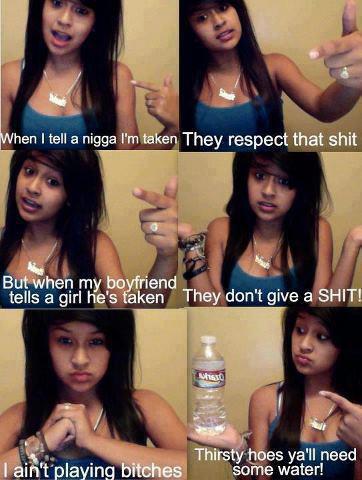 When I tell a nigga I'm taken
They respect that shit
But when my boyfriend
tells a girl he's taken
They don't give a SHIT!
I ain't playing bitches
Thirsty hoes ya'll need
some water!